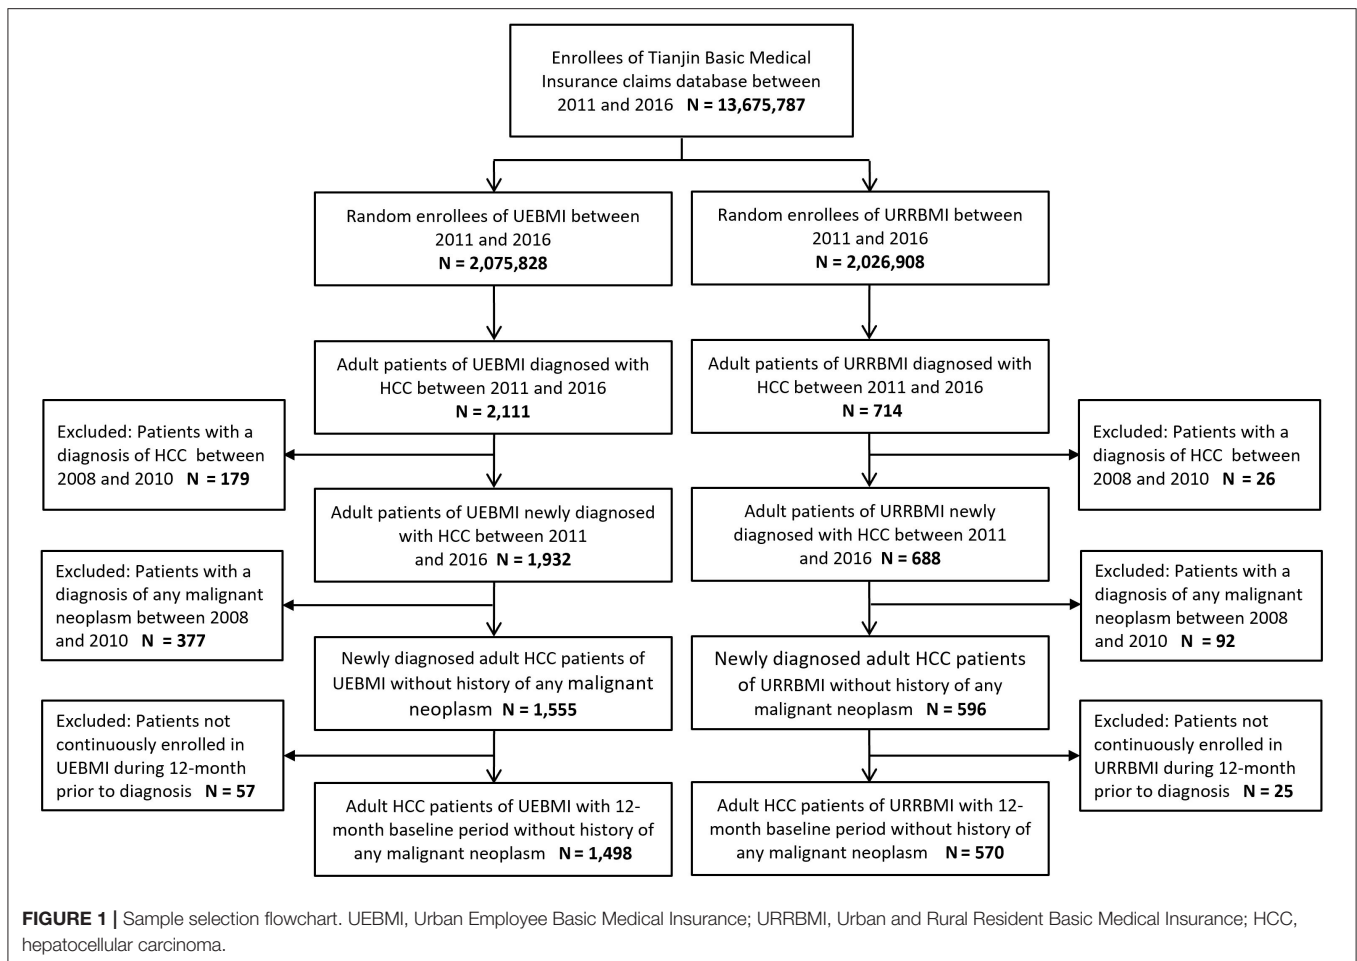 Enrollees of Tianjin Basic Medical
Insurance claims database between
2011 and 2016 N = 13,675,787
Random enrollees of UEBMI between
2011 and 2016
N = 2,075,828
Random enrollees of URRBMI between
2011 and 2016
N = 2,026,908
Adult patients of UEBMI diagnosed with
HCC between 2011 and 2016
N = 2,111
Adult patients of URRBMI diagnosed with
HCC between 2011 and 2016
N = 714
Excluded: Patients with a
diagnosis of HCC between
2008 and 2010 N = 179
Excluded: Patients with a
diagnosis of HCC between
2008 and 2010 N = 26
Adult patients of UEBMI newly diagnosed
with HCC between 2011
and 2016 N = 1,932
Adult patients of URRBMI newly
diagnosed with HCC between 2011
and 2016 N = 688
Excluded: Patients with a
diagnosis of any malignant
neoplasm between 2008
and 2010 N = 377
Excluded: Patients with a
diagnosis of any malignant
neoplasm between 2008
and 2010 N = 92
Newly diagnosed adult HCC patients of
UEBMI without history of any malignant
neoplasm N = 1,555
Newly diagnosed adult HCC patients
of URRBMI without history of any
malignant neoplasm N = 596
Excluded: Patients not
continuously enrolled in
UEBMI during 12-month
prior to diagnosis N = 57
Excluded: Patients not
continuously enrolled in
URRBMI during 12-month
prior to diagnosis N = 25
Adult HCC patients of UEBMI with 12-
month baseline period without history of
any malignant neoplasm N = 1,498
Adult HCC patients of URRBMI with 12-
month baseline period without history of
any malignant neoplasm N = 570
FIGURE 1 | Sample selection flowchart. UEBMI, Urban Employee Basic Medical Insurance; URRBMI, Urban and Rural Resident Basic Medical Insurance; HCC,
hepatocellular carcinoma.